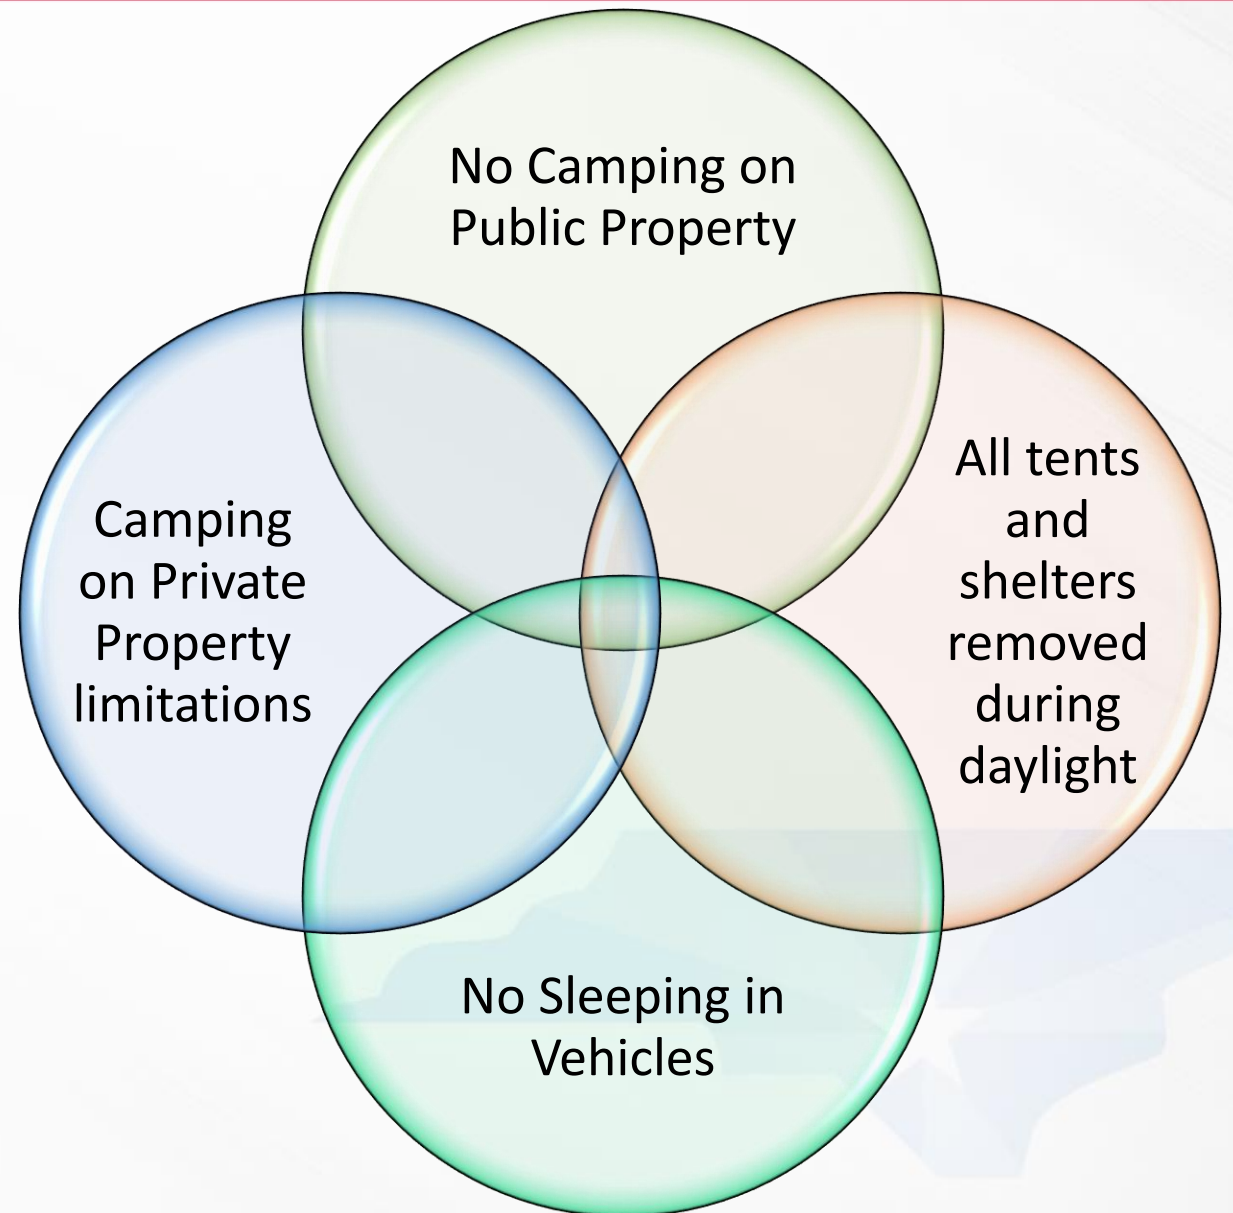 No Camping on
Public Property
Camping
on Private
Property
limitations
All tents
and
shelters
removed
during
daylight
No Sleeping in
Vehicles